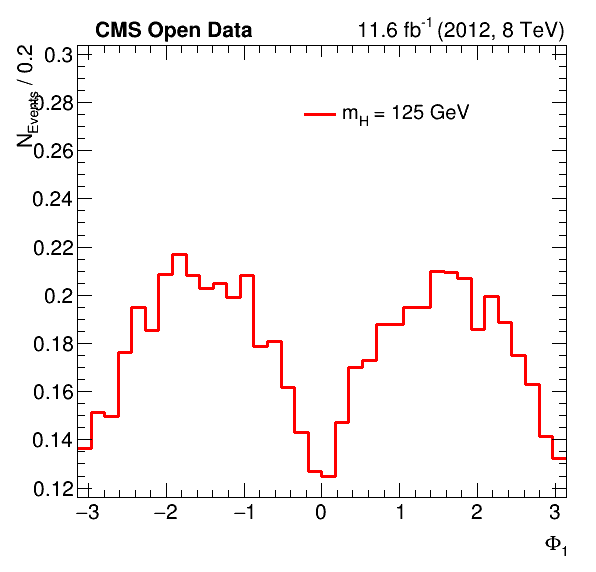 CMS Open Data 11.6 fb⁻¹ (2012, 8 TeV)
N_Events / 0.2
m_H = 125 GeV
0.3
0.28
0.26
0.24
0.22
0.2
0.18
0.16
0.14
0.12
−3 −2 −1 0 1 2 3
Φ₁